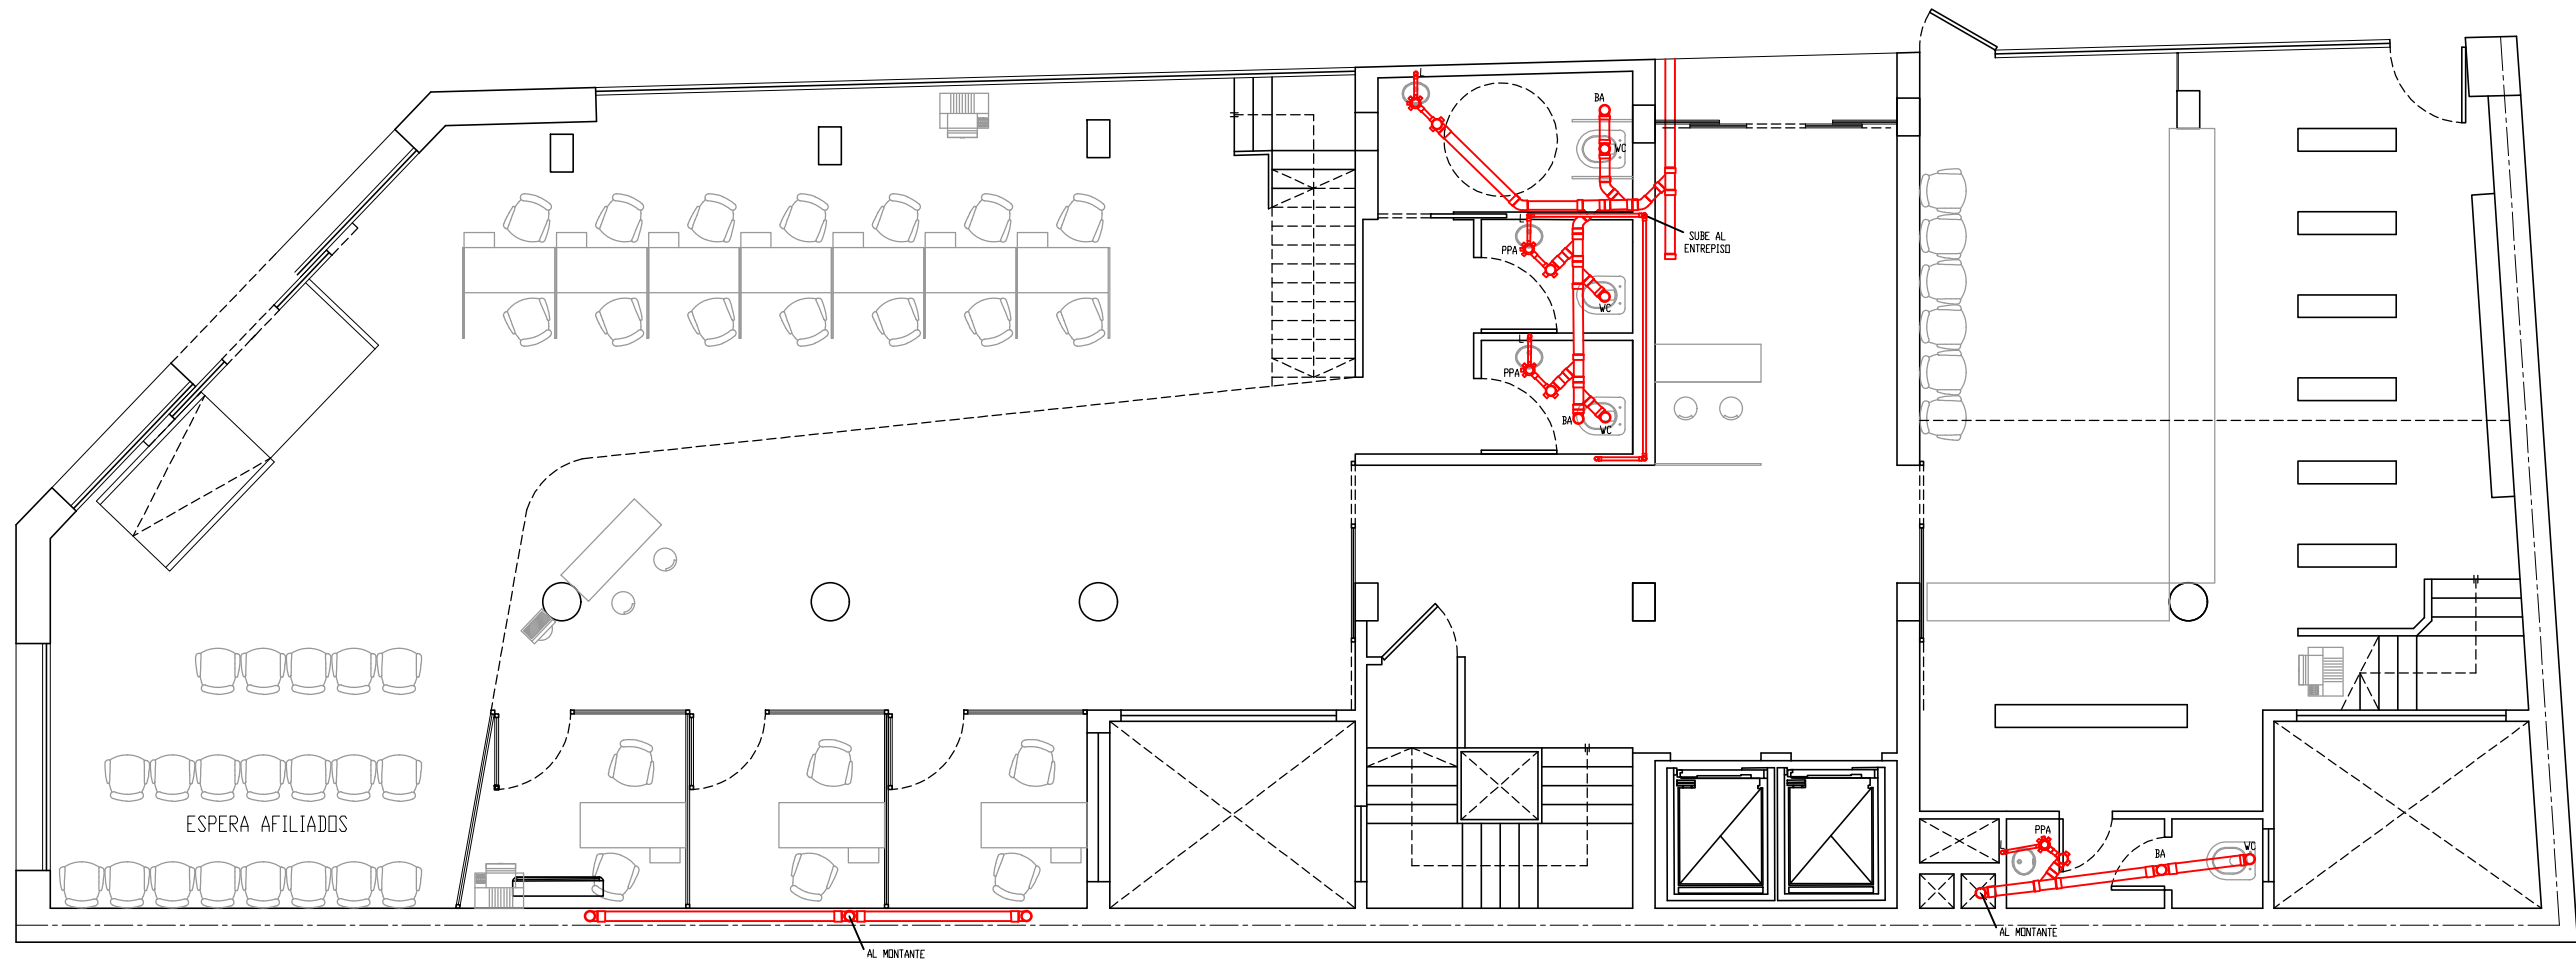 L
BA
WC
L
PPA
SUBE AL
ENTREPISO
WC
L
PPA
BA
WC
ESPERA AFILIADOS
PPA
L
BA
WC
AL MONTANTE
AL MONTANTE